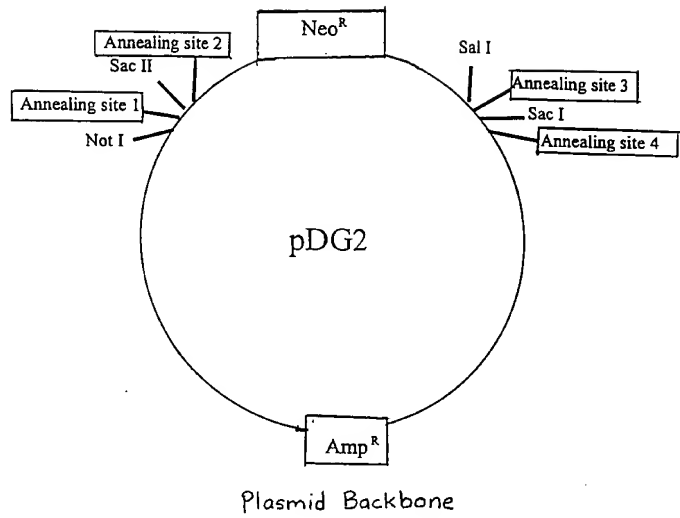 Neo^R
Annealing site 2
Sac II
Annealing site 1
Not I
Sal I
Annealing site 3
Sac I
Annealing site 4
pDG2
Amp^R
Plasmid Backbone